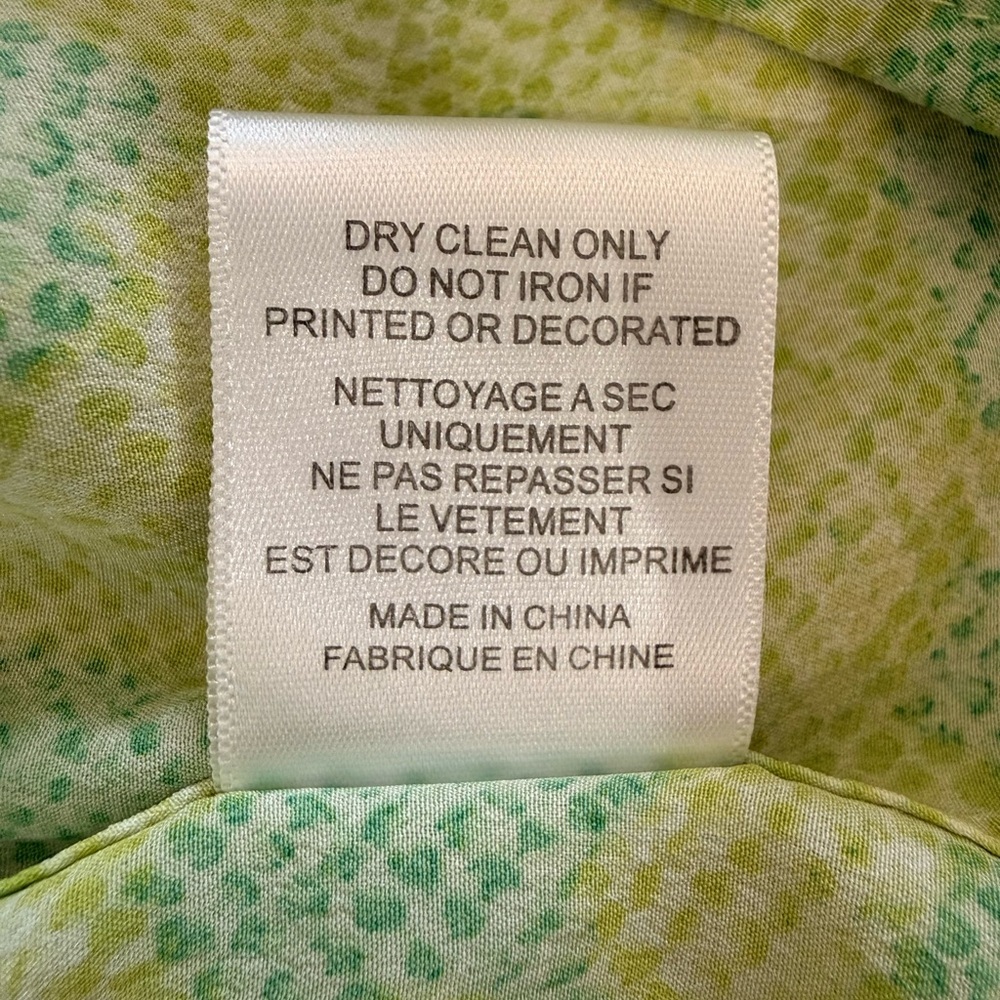 DRY CLEAN ONLY
DO NOT IRON IF
PRINTED OR DECORATED
NETTOYAGE A SEC
UNIQUEMENT
NE PAS REPASSER SI
LE VETEMENT
EST DECORE OU IMPRIME
MADE IN CHINA
FABRIQUE EN CHINE